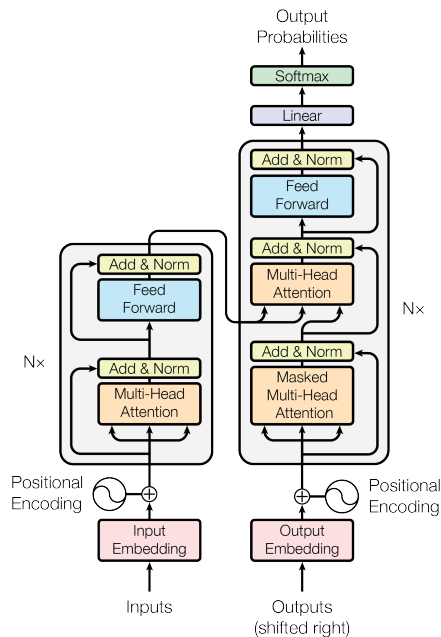 Output
Probabilities
Softmax
Linear
Add & Norm
Feed
Forward
Add & Norm
Multi-Head
Attention
Add & Norm
Masked
Multi-Head
Attention
Nx
Add & Norm
Feed
Forward
Add & Norm
Multi-Head
Attention
Nx
Positional
Encoding
Positional
Encoding
Input
Embedding
Output
Embedding
Inputs
Outputs
(shifted right)